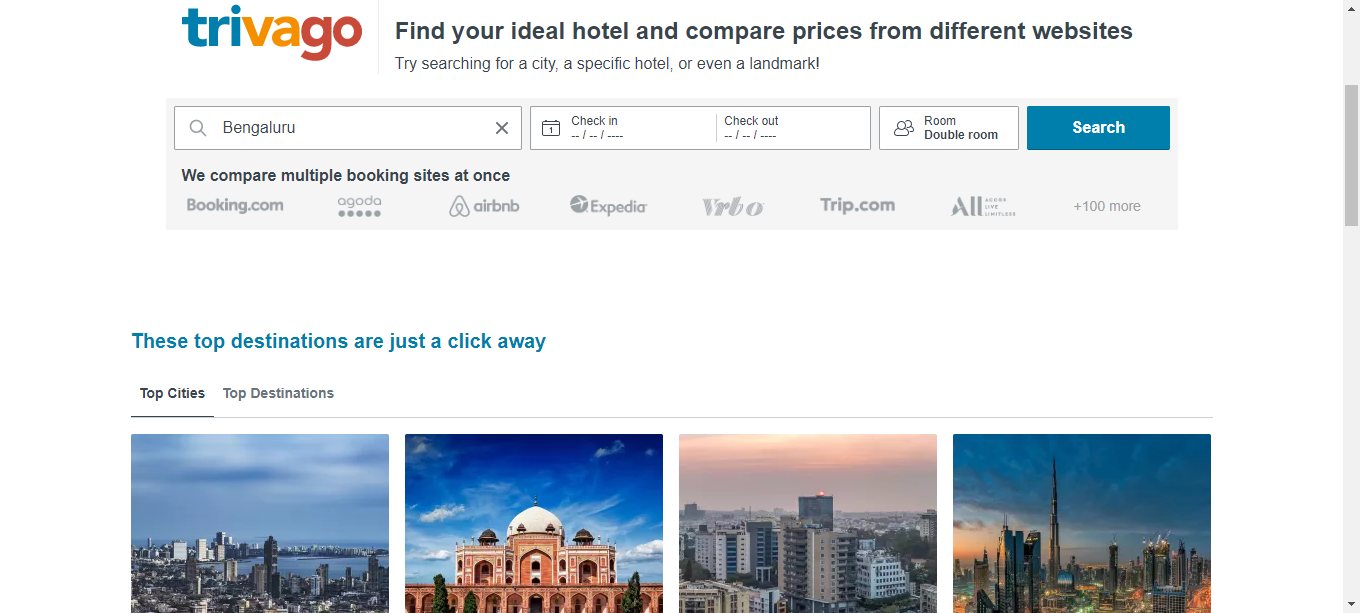 trivago
Find your ideal hotel and compare prices from different websites
Try searching for a city, a specific hotel, or even a landmark!
Bengaluru
Check in
-- / -- / ----
Check out
-- / -- / ----
Room
Double room
Search
We compare multiple booking sites at once
Booking.com
agoda
airbnb
Expedia
Vrbo
Trip.com
ALL ACCOR LIVE LIMITLESS
+100 more
These top destinations are just a click away
Top Cities
Top Destinations